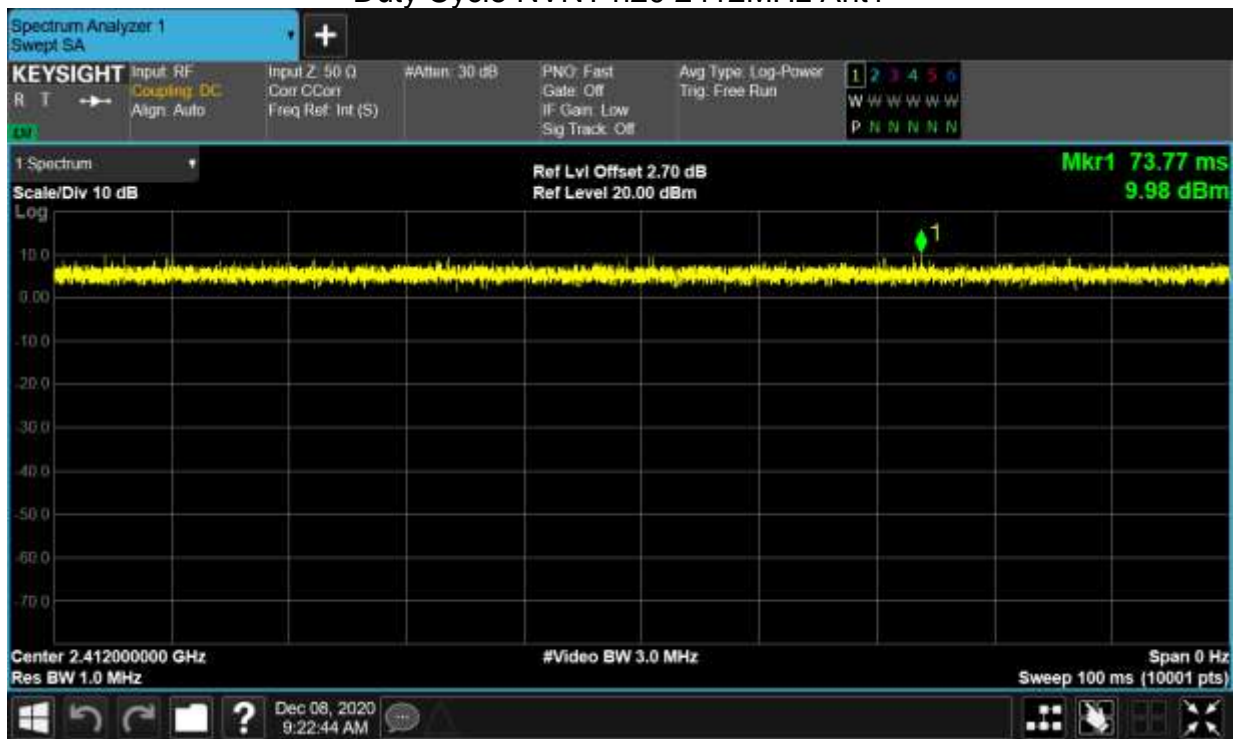 Spectrum Analyzer 1
Swept SA
+
KEYSIGHT Input: RF Input Z: 50 Ω #Atten: 30 dB PNO: Fast Avg Type: Log-Power 1 2 3 4 5 6
R T Coupling: DC Corr CCorr Gate: Off Trig: Free Run W W W W W W
Align: Auto Freq Ref: Int (S) IF Gain: Low
Sig Track: Off P N N N N N
1 Spectrum Ref Lvl Offset 2.70 dB Mkr1 73.77 ms
Scale/Div 10 dB Ref Level 20.00 dBm 9.98 dBm
Log
1
10.0
0.00
-10.0
-20.0
-30.0
-40.0
-50.0
-60.0
-70.0
Center 2.412000000 GHz #Video BW 3.0 MHz Span 0 Hz
Res BW 1.0 MHz Sweep 100 ms (10001 pts)
? Dec 08, 2020
9:22:44 AM